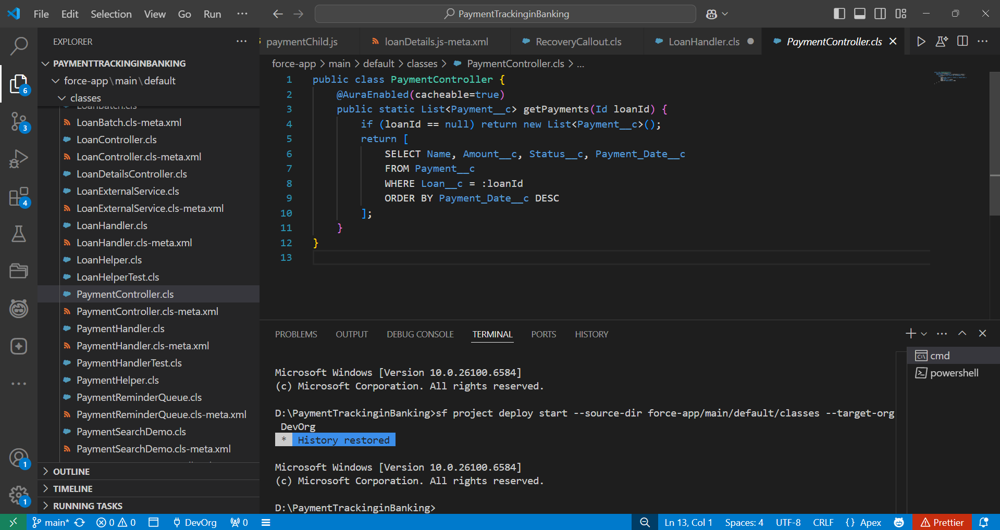 File Edit Selection View Go Run ···
PaymentTrackinginBanking
EXPLORER ···
PAYMENTTRACKINGINBANKING
force-app\main\default
classes
LoanBatch.cls
LoanBatch.cls-meta.xml
LoanController.cls
LoanController.cls-meta.xml
LoanDetailsController.cls
LoanExternalService.cls
LoanExternalService.cls-meta.xml
LoanHandler.cls
LoanHandler.cls-meta.xml
LoanHelper.cls
LoanHelperTest.cls
PaymentController.cls
PaymentController.cls-meta.xml
PaymentHandler.cls
PaymentHandler.cls-meta.xml
PaymentHandlerTest.cls
PaymentHelper.cls
PaymentReminderQueue.cls
PaymentReminderQueue.cls-meta.xml
PaymentSearchDemo.cls
PaymentSearchDemo.cls-meta.xml
OUTLINE
TIMELINE
RUNNING TASKS
6
3
4
1
1
paymentChild.js loanDetails.js-meta.xml RecoveryCallout.cls LoanHandler.cls PaymentController.cls
force-app > main > default > classes > PaymentController.cls > ...
1 public class PaymentController {
2 @AuraEnabled(cacheable=true)
3 public static List<Payment__c> getPayments(Id loanId) {
4 if (loanId == null) return new List<Payment__c>();
5 return [
6 SELECT Name, Amount__c, Status__c, Payment_Date__c
7 FROM Payment__c
8 WHERE Loan__c = :loanId
9 ORDER BY Payment_Date__c DESC
10 ];
11 }
12 }
13
PROBLEMS OUTPUT DEBUG CONSOLE TERMINAL PORTS HISTORY
Microsoft Windows [Version 10.0.26100.6584]
(c) Microsoft Corporation. All rights reserved.
D:\PaymentTrackinginBanking>sf project deploy start --source-dir force-app/main/default/classes --target-org
DevOrg
* History restored
Microsoft Windows [Version 10.0.26100.6584]
(c) Microsoft Corporation. All rights reserved.
D:\PaymentTrackinginBanking>
cmd
powershell
main* 0 0 DevOrg 0 Ln 13, Col 1 Spaces: 4 UTF-8 CRLF {} Apex Prettier